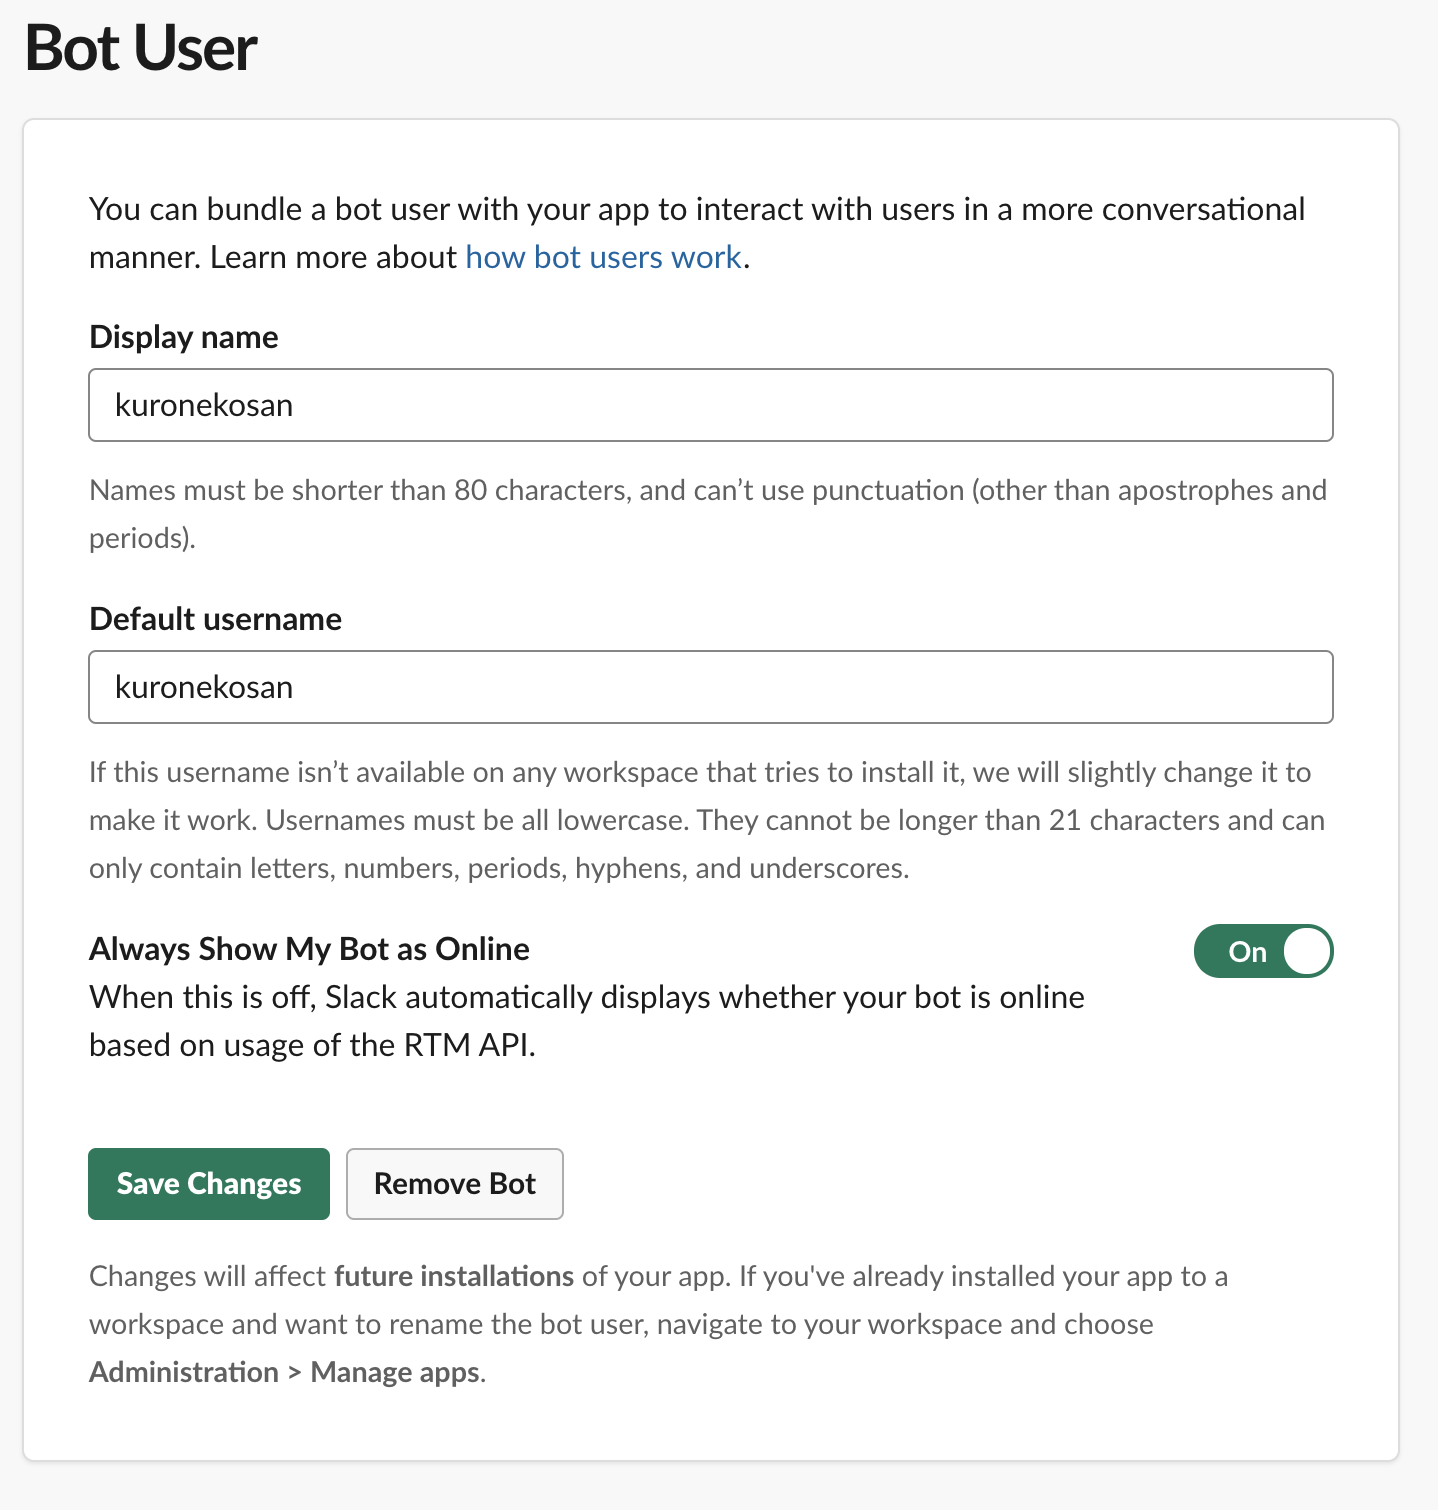 Bot User
You can bundle a bot user with your app to interact with users in a more conversational
manner. Learn more about how bot users work.
Display name
kuronekosan
Names must be shorter than 80 characters, and can’t use punctuation (other than apostrophes and
periods).
Default username
kuronekosan
If this username isn’t available on any workspace that tries to install it, we will slightly change it to
make it work. Usernames must be all lowercase. They cannot be longer than 21 characters and can
only contain letters, numbers, periods, hyphens, and underscores.
Always Show My Bot as Online
On
When this is off, Slack automatically displays whether your bot is online
based on usage of the RTM API.
Save Changes
Remove Bot
Changes will affect future installations of your app. If you've already installed your app to a
workspace and want to rename the bot user, navigate to your workspace and choose
Administration > Manage apps.